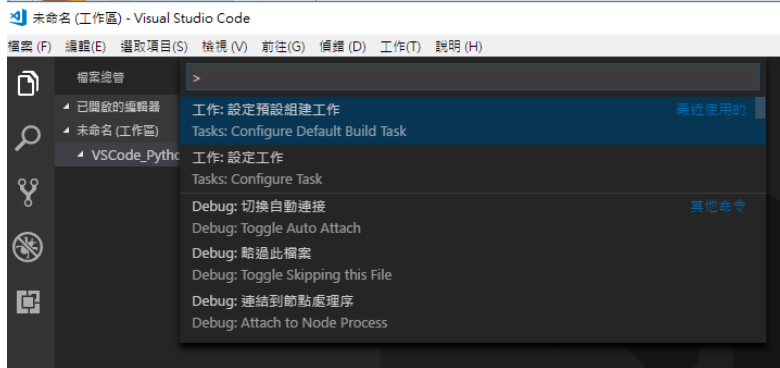 未命名 (工作區) - Visual Studio Code
檔案 (F) 編輯(E) 選取項目(S) 檢視 (V) 前往(G) 偵錯 (D) 工作(T) 說明 (H)
檔案總管
>
已開啟的編輯器
未命名 (工作區)
VSCode_Pytho
工作: 設定預設組建工作 最近使用的
Tasks: Configure Default Build Task
工作: 設定工作
Tasks: Configure Task
Debug: 切換自動連接 其他命令
Debug: Toggle Auto Attach
Debug: 略過此檔案
Debug: Toggle Skipping this File
Debug: 連結到節點處理序
Debug: Attach to Node Process